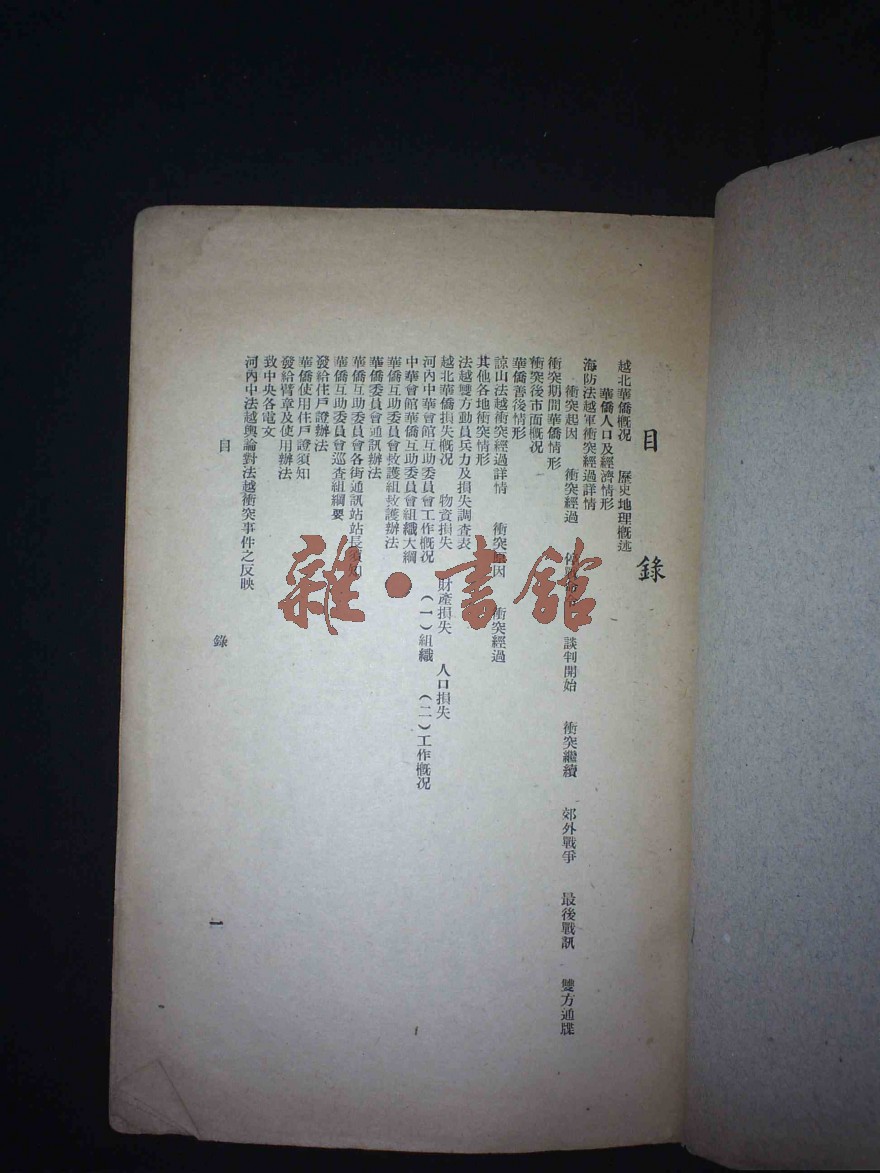 目錄
越北華僑概況 歷史地理概述
華僑人口及經濟情形
海防法越軍衝突經過詳情
衝突起因 衝突經過 談判開始 衝突繼續 郊外戰爭 最後戰訊 雙方通牒
衝突期間華僑情形
衝突後市面概況
華僑善後情形
諒山法越衝突經過詳情 衝突原因 衝突經過
其他各地衝突情形
法越雙方動員兵力及損失調查表
越北華僑損失概況 物資損失 財產損失 人口損失
河內中華會館互助委員會工作概況 (一)組織 (二)工作概況
中華會館華僑互助委員會組織大綱
華僑互助委員會救護組救護辦法
華僑委員會通訊辦法
華僑互助委員會各街通訊站站長須知
華僑互助委員會巡查組綱要
發給住戶證辦法
華僑使用住戶證須知
發給臂章及使用辦法
致中央各電文
河內中法越輿論對法越衝突事件之反映
目錄 一
雜·書館